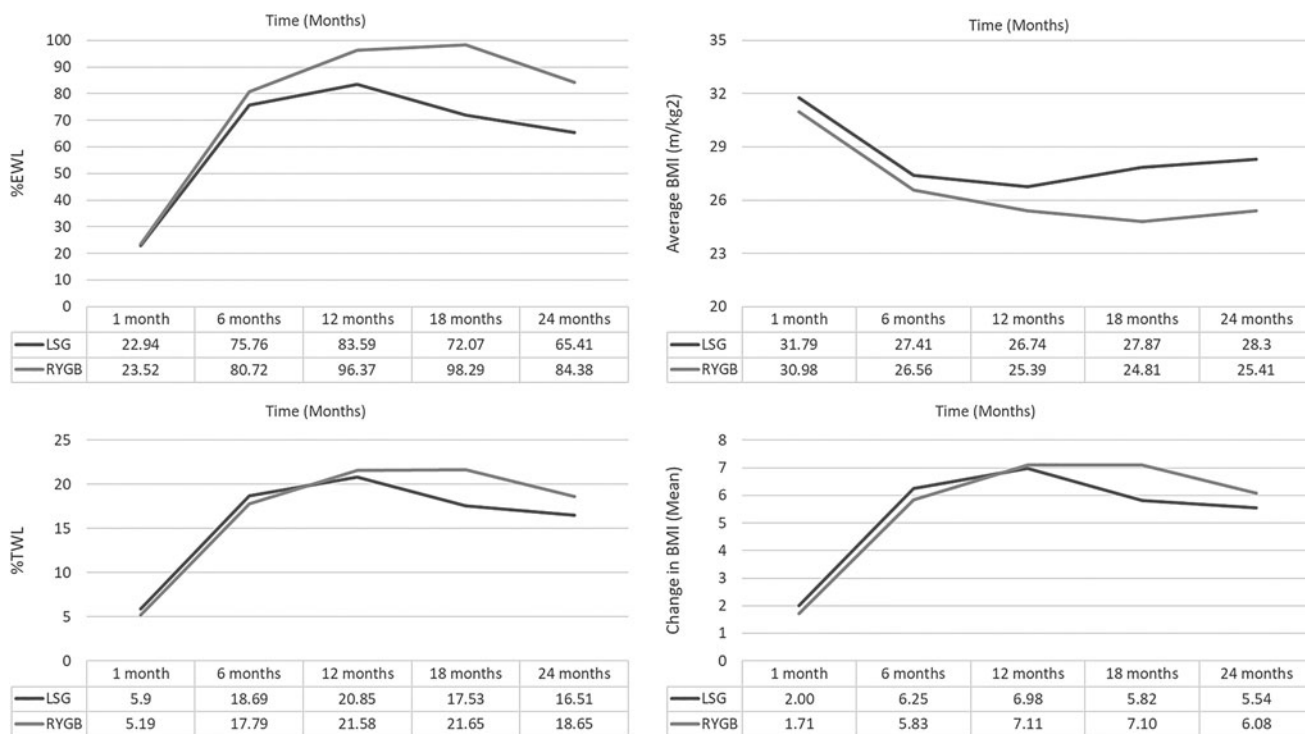 Time (Months)
%EWL
100
90
80
70
60
50
40
30
20
10
0
1 month 6 months 12 months 18 months 24 months
LSG 22.94 75.76 83.59 72.07 65.41
RYGB 23.52 80.72 96.37 98.29 84.38
Time (Months)
Average BMI (m/kg2)
35
32
29
26
23
20
1 month 6 months 12 months 18 months 24 months
LSG 31.79 27.41 26.74 27.87 28.3
RYGB 30.98 26.56 25.39 24.81 25.41
Time (Months)
%TWL
25
20
15
10
5
0
1 month 6 months 12 months 18 months 24 months
LSG 5.9 18.69 20.85 17.53 16.51
RYGB 5.19 17.79 21.58 21.65 18.65
Time (Months)
Change in BMI (Mean)
8
7
6
5
4
3
2
1
0
1 month 6 months 12 months 18 months 24 months
LSG 2.00 6.25 6.98 5.82 5.54
RYGB 1.71 5.83 7.11 7.10 6.08